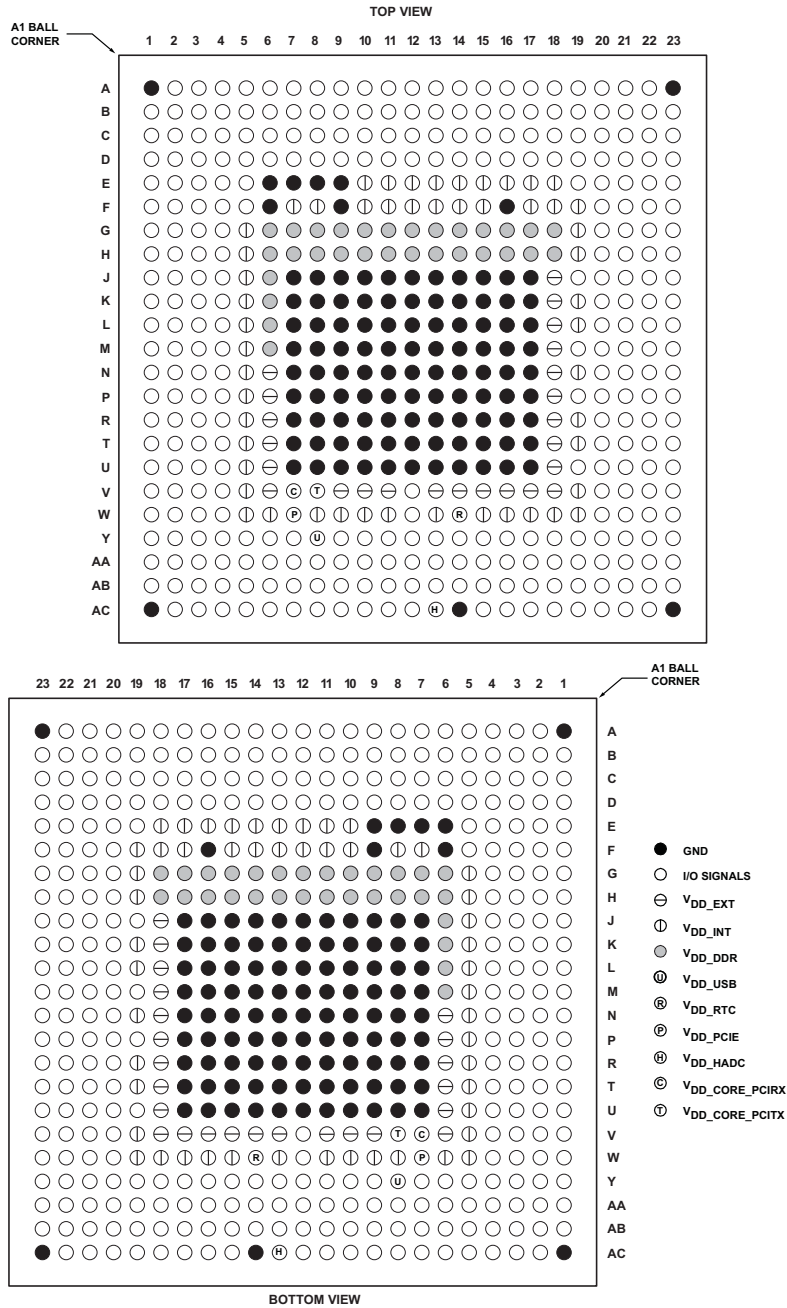 TOP VIEW
A1 BALL
CORNER
1 2 3 4 5 6 7 8 9 10 11 12 13 14 15 16 17 18 19 20 21 22 23
A
B
C
D
E
F
G
H
J
K
L
M
N
P
R
T
U
V C T
W P R
Y U
AA
AB
AC H
A1 BALL
CORNER
23 22 21 20 19 18 17 16 15 14 13 12 11 10 9 8 7 6 5 4 3 2 1
A
B
C
D
E
F
G
H
J
K
L
M
N
P
R
T
U
T C V
R P W
U Y
AA
AB
H AC
GND
I/O SIGNALS
VDD_EXT
VDD_INT
VDD_DDR
U VDD_USB
R VDD_RTC
P VDD_PCIE
H VDD_HADC
C VDD_CORE_PCIRX
T VDD_CORE_PCITX
BOTTOM VIEW